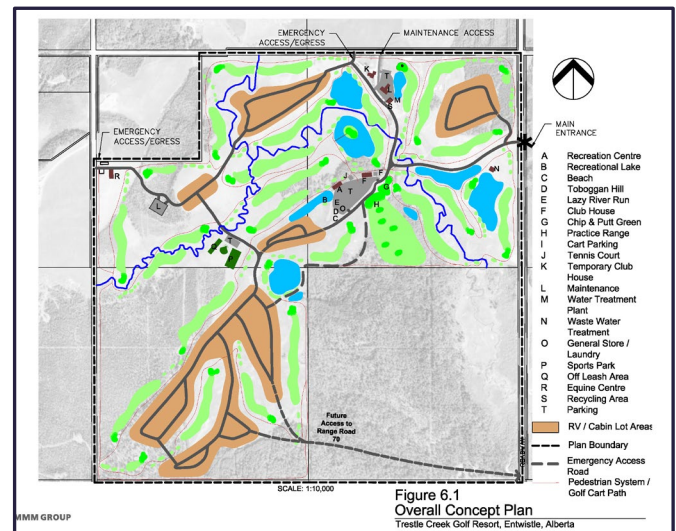 EMERGENCY
ACCESS/EGRESS
MAINTENANCE ACCESS
EMERGENCY
ACCESS/EGRESS
MAIN
ENTRANCE
K
T
L
M
S
N
R
L
J
F
F
A
T
G
B
E
H
D
O
C
T
Q
P
A Recreation Centre
B Recreational Lake
C Beach
D Toboggan Hill
E Lazy River Run
F Club House
G Chip & Putt Green
H Practice Range
I Cart Parking
J Tennis Court
K Temporary Club
House
L Maintenance
M Water Treatment
Plant
N Waste Water
Treatment
O General Store /
Laundry
P Sports Park
Q Off Leash Area
R Equine Centre
S Recycling Area
T Parking
RV / Cabin Lot Areas
Plan Boundary
Emergency Access
Road
Pedestrian System /
Golf Cart Path
Future
Access to
Range Road
70
SCALE: 1:10,000
Figure 6.1
Overall Concept Plan
Trestle Creek Golf Resort, Entwistle, Alberta
MMM GROUP